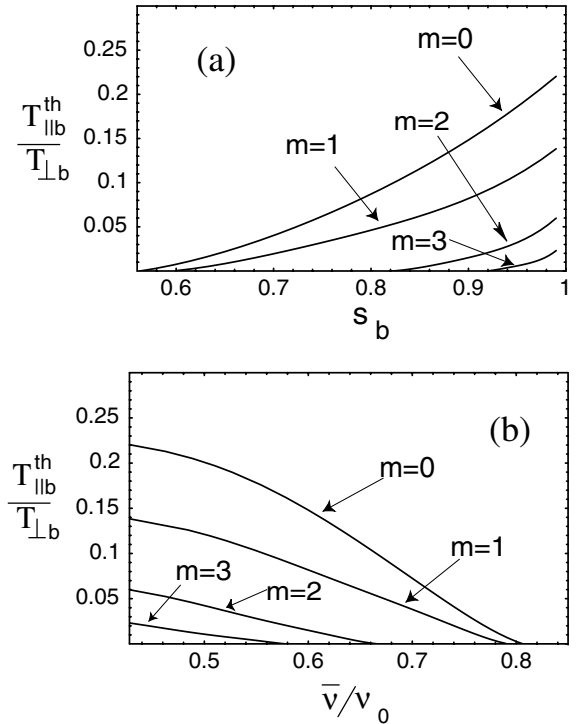 (a)
T^th_||b / T_⊥b
0.25
0.2
0.15
0.1
0.05
m=0
m=1
m=2
m=3
0.6 0.7 0.8 0.9 1
s_b
(b)
T^th_||b / T_⊥b
0.25
0.2
0.15
0.1
0.05
m=0
m=1
m=3
m=2
0.5 0.6 0.7 0.8
ν̄/ν_0